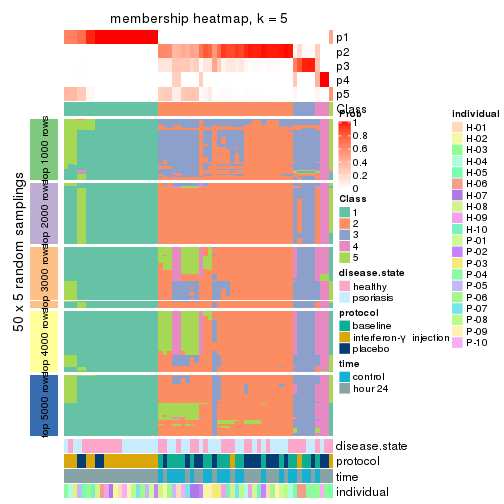 membership heatmap, k = 5
p1
p2
p3
p4
p5
Class
50 x 5 random samplings
top 1000 rows
top 2000 rows
top 3000 rows
top 4000 rows
top 5000 rows
disease.state
protocol
time
individual
Prob
1
0.8
0.6
0.4
0.2
0
Class
1
2
3
4
5
disease.state
healthy
psoriasis
protocol
baseline
interferon-γ injection
placebo
time
control
hour 24
individual
H-01
H-02
H-03
H-04
H-05
H-06
H-07
H-08
H-09
H-10
P-01
P-02
P-03
P-04
P-05
P-06
P-07
P-08
P-09
P-10